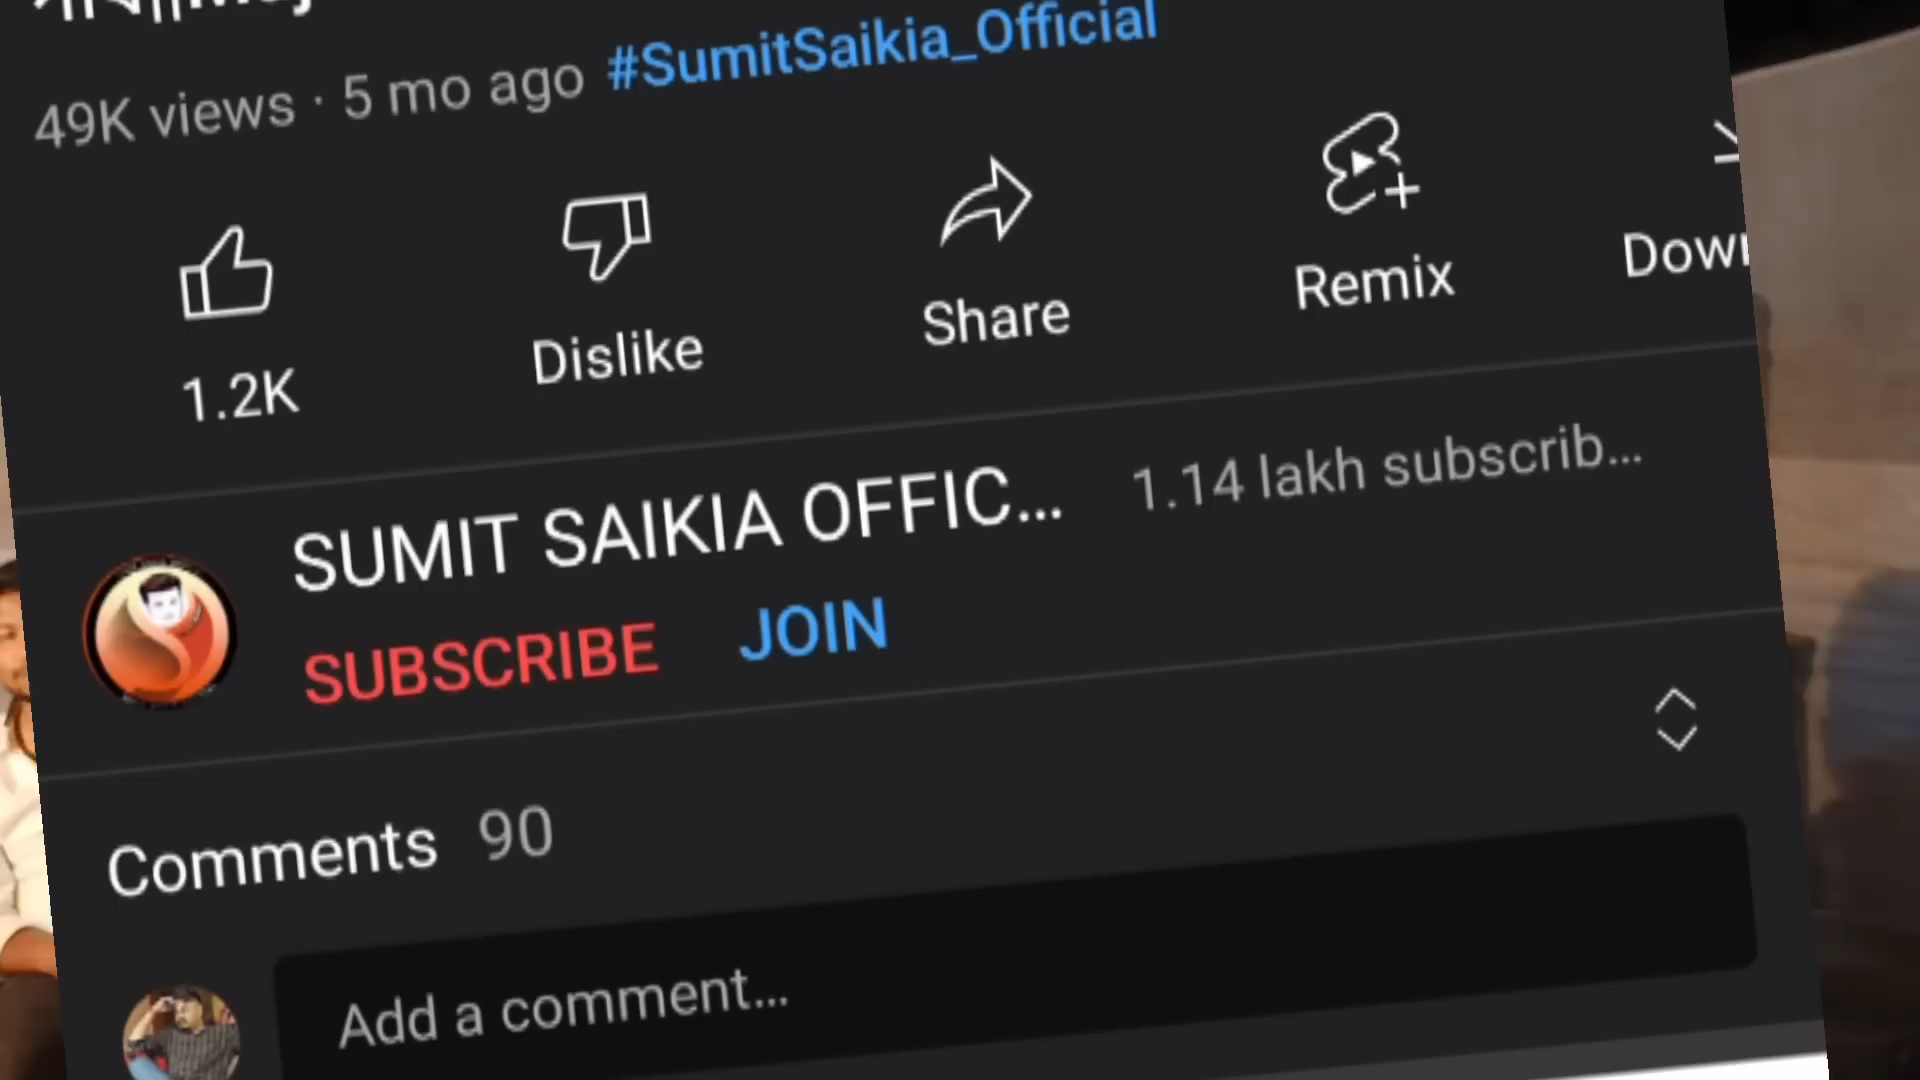 49K views · 5 mo ago #SumitSaikia_Official
1.2K
Dislike
Share
Remix
SUMIT SAIKIA OFFIC... 1.14 lakh subscrib...
SUBSCRIBE JOIN
Comments 90
Add a comment...